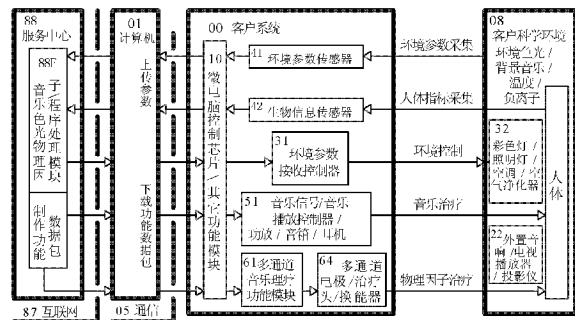 88
服务中心
88F
子/程序处理模块
音乐色光物理因
数据包
制作功能
87互联网
01
计算机
上传参数
下载功能数据包
05通信
00
客户系统
10
微电脑控制芯片/其它功能模块
41
环境参数传感器
42
生物信息传感器
31
环境参数
接收控制器
51
音乐信号/音乐
播放控制器/
功放/音箱/耳机
61多通道
音乐理疗
功能模块
64
多通道
电极/治疗
头/换能器
环境参数采集
人体指标采集
环境控制
音乐治疗
物理因子治疗
08
客户科学环境
环境色光/
背景音乐/
温度/
负离子
32
彩色灯/
照明灯/
空调/空
气净化器
22外置音
响/电视
播放器
/投影仪
人体